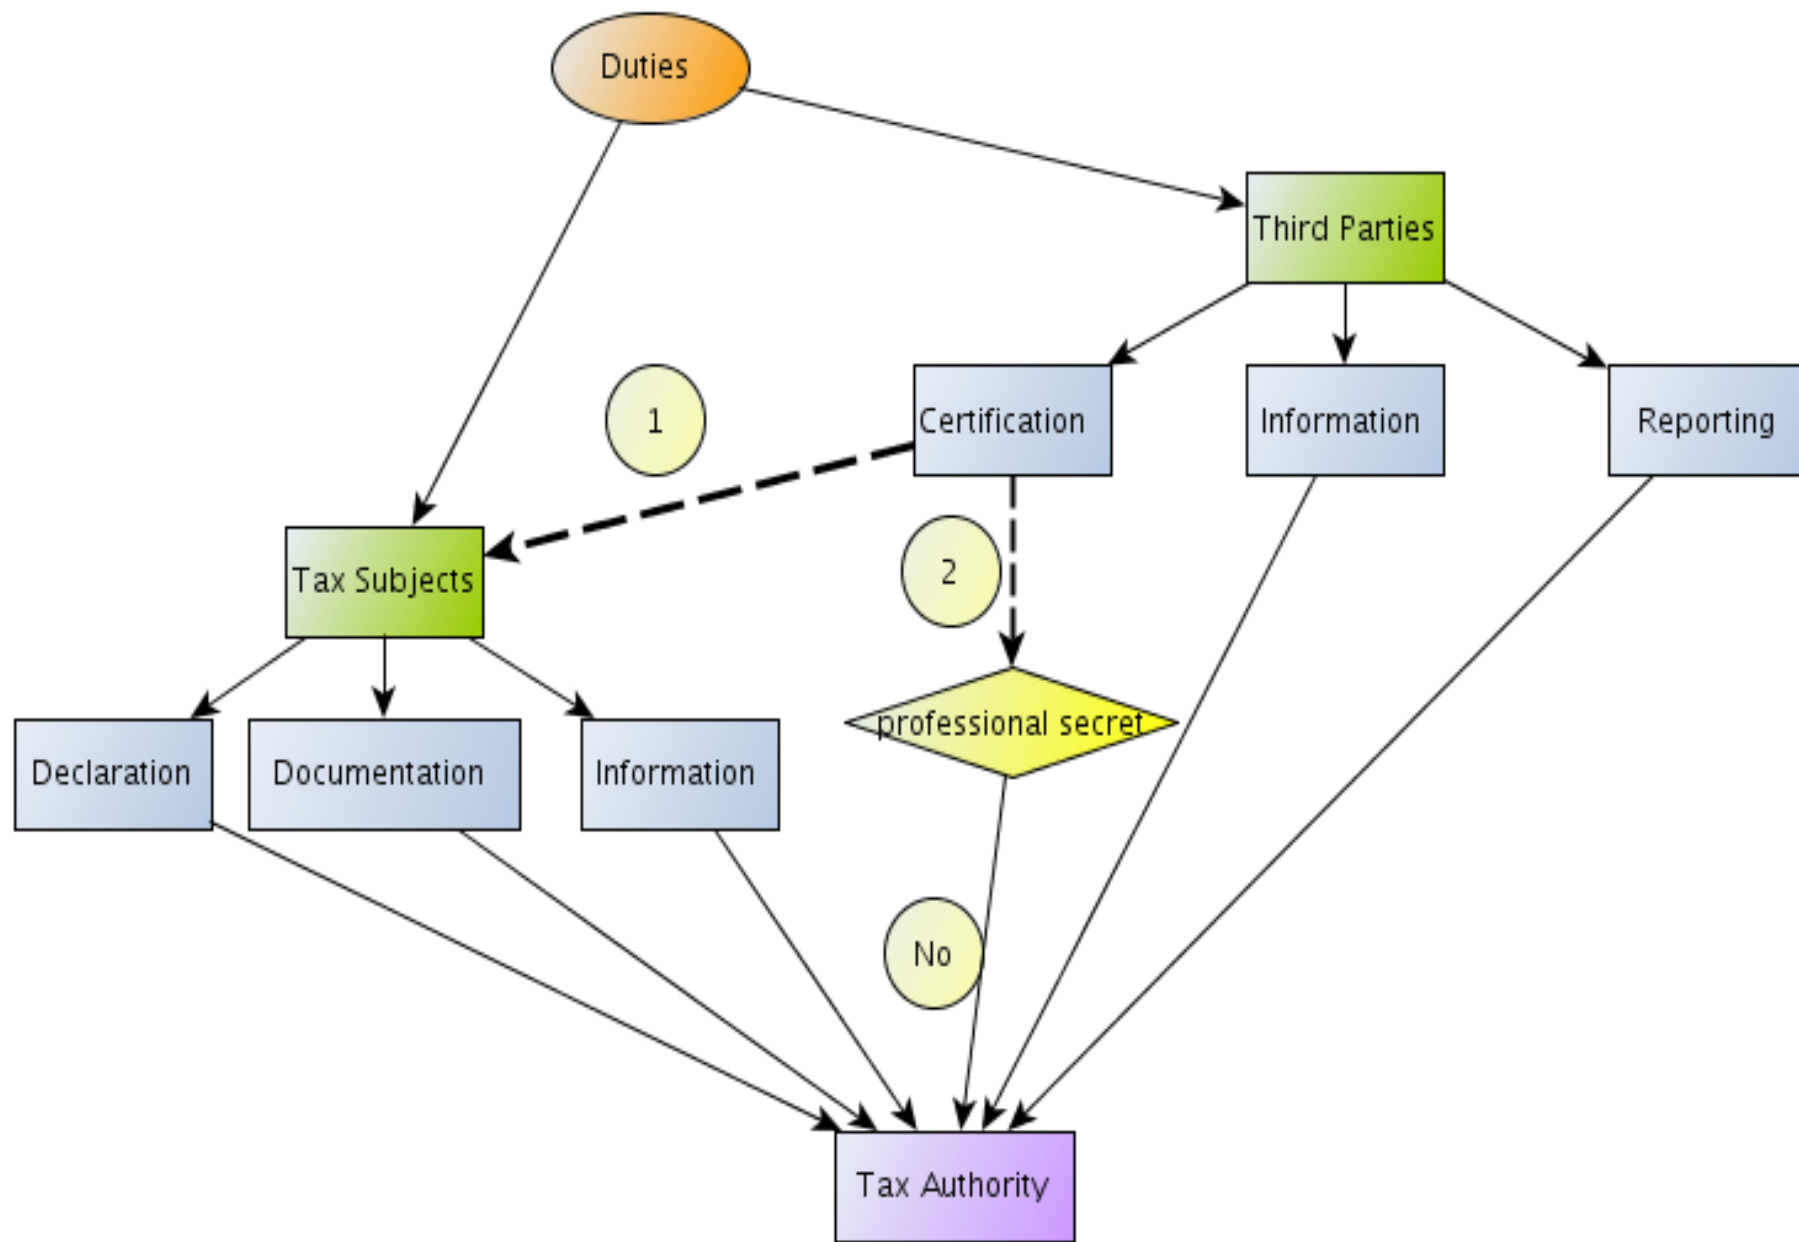 Duties
Third Parties
1
Certification
Information
Reporting
2
Tax Subjects
professional secret
Declaration
Documentation
Information
No
Tax Authority